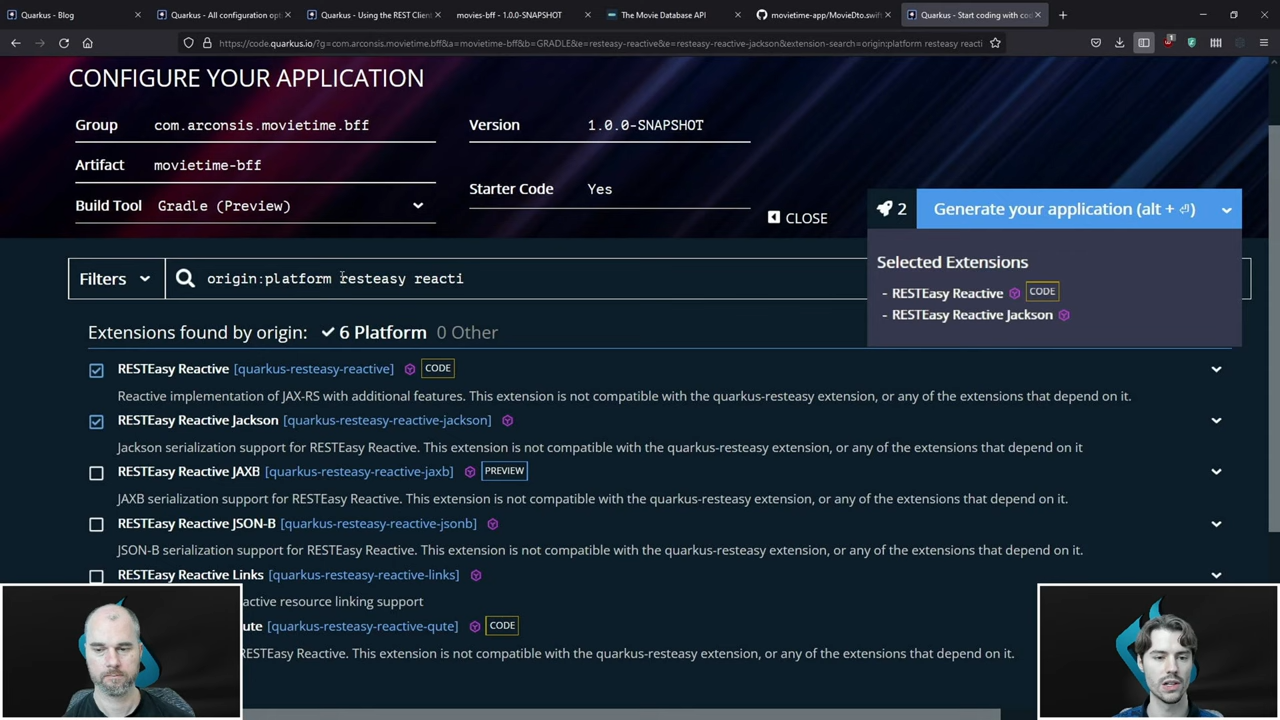 Quarkus - Blog
Quarkus - All configuration opt
Quarkus - Using the REST Client
movies-bff - 1.0.0-SNAPSHOT
The Movie Database API
movietime-app/MovieDto.swift
Quarkus - Start coding with cod
https://code.quarkus.io/?g=com.arconsis.movietime.bff&a=movietime-bff&b=GRADLE&e=resteasy-reactive&e=resteasy-reactive-jackson&extension-search=origin:platform resteasy reacti
1
CONFIGURE YOUR APPLICATION
Group com.arconsis.movietime.bff
Version 1.0.0-SNAPSHOT
Artifact movietime-bff
Starter Code Yes
Build Tool Gradle (Preview)
CLOSE
2 Generate your application (alt + ⏎)
Selected Extensions
- RESTEasy Reactive CODE
- RESTEasy Reactive Jackson
Filters origin:platform resteasy reacti
Extensions found by origin: 6 Platform 0 Other
RESTEasy Reactive [quarkus-resteasy-reactive] CODE
Reactive implementation of JAX-RS with additional features. This extension is not compatible with the quarkus-resteasy extension, or any of the extensions that depend on it.
RESTEasy Reactive Jackson [quarkus-resteasy-reactive-jackson]
Jackson serialization support for RESTEasy Reactive. This extension is not compatible with the quarkus-resteasy extension, or any of the extensions that depend on it
RESTEasy Reactive JAXB [quarkus-resteasy-reactive-jaxb] PREVIEW
JAXB serialization support for RESTEasy Reactive. This extension is not compatible with the quarkus-resteasy extension, or any of the extensions that depend on it.
RESTEasy Reactive JSON-B [quarkus-resteasy-reactive-jsonb]
JSON-B serialization support for RESTEasy Reactive. This extension is not compatible with the quarkus-resteasy extension, or any of the extensions that depend on it.
RESTEasy Reactive Links [quarkus-resteasy-reactive-links]
active resource linking support
ute [quarkus-resteasy-reactive-qute] CODE
RESTEasy Reactive. This extension is not compatible with the quarkus-resteasy extension, or any of the extensions that depend on it.